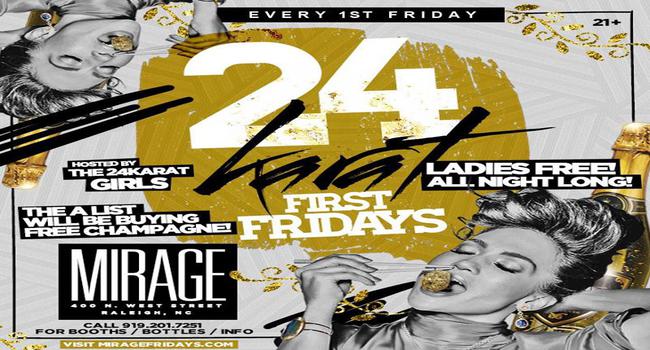 EVERY 1ST FRIDAY
21+
24
karat
FIRST
FRIDAYS
HOSTED BY
THE 24KARAT
GIRLS
LADIES FREE!
ALL NIGHT LONG!
THE A LIST
WILL BE BUYING
FREE CHAMPAGNE!
MIRAGE
400 N. WEST STREET
RALEIGH, NC
CALL 919.201.7251
FOR BOOTHS / BOTTLES / INFO
VISIT MIRAGEFRIDAYS.COM